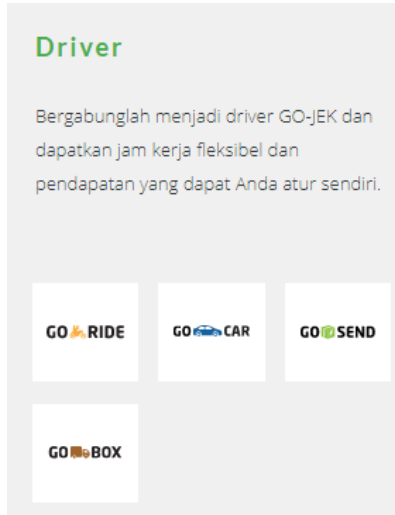 Driver
Bergabunglah menjadi driver GO-JEK dan
dapatkan jam kerja fleksibel dan
pendapatan yang dapat Anda atur sendiri.
GO RIDE
GO CAR
GO SEND
GO BOX